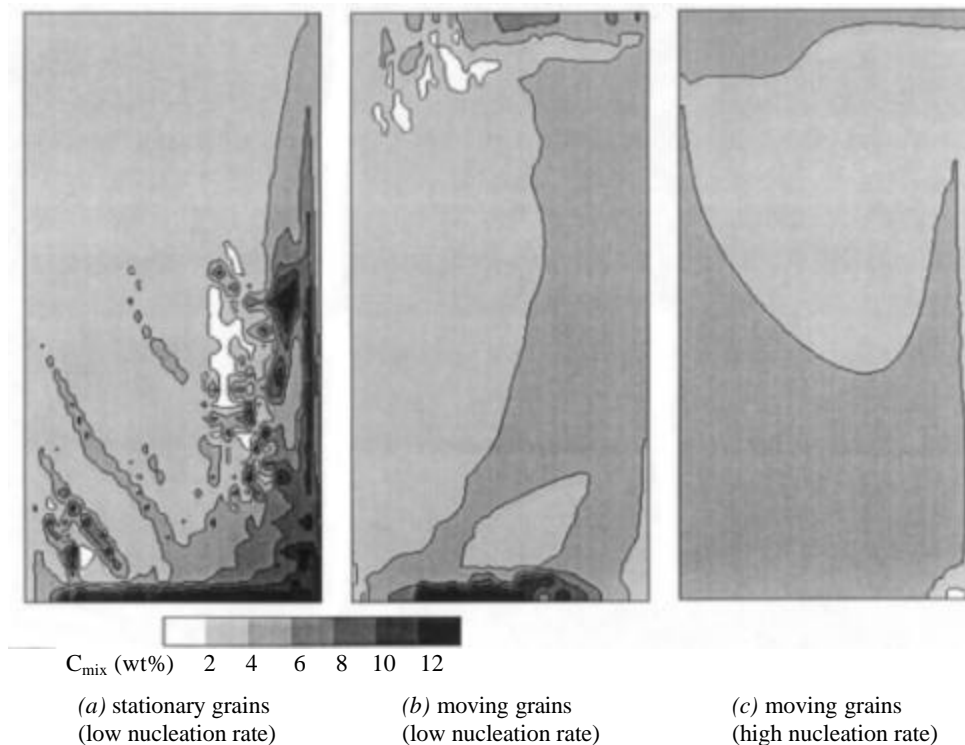 C_mix (wt%) 2 4 6 8 10 12
(a) stationary grains
(low nucleation rate)
(b) moving grains
(low nucleation rate)
(c) moving grains
(high nucleation rate)